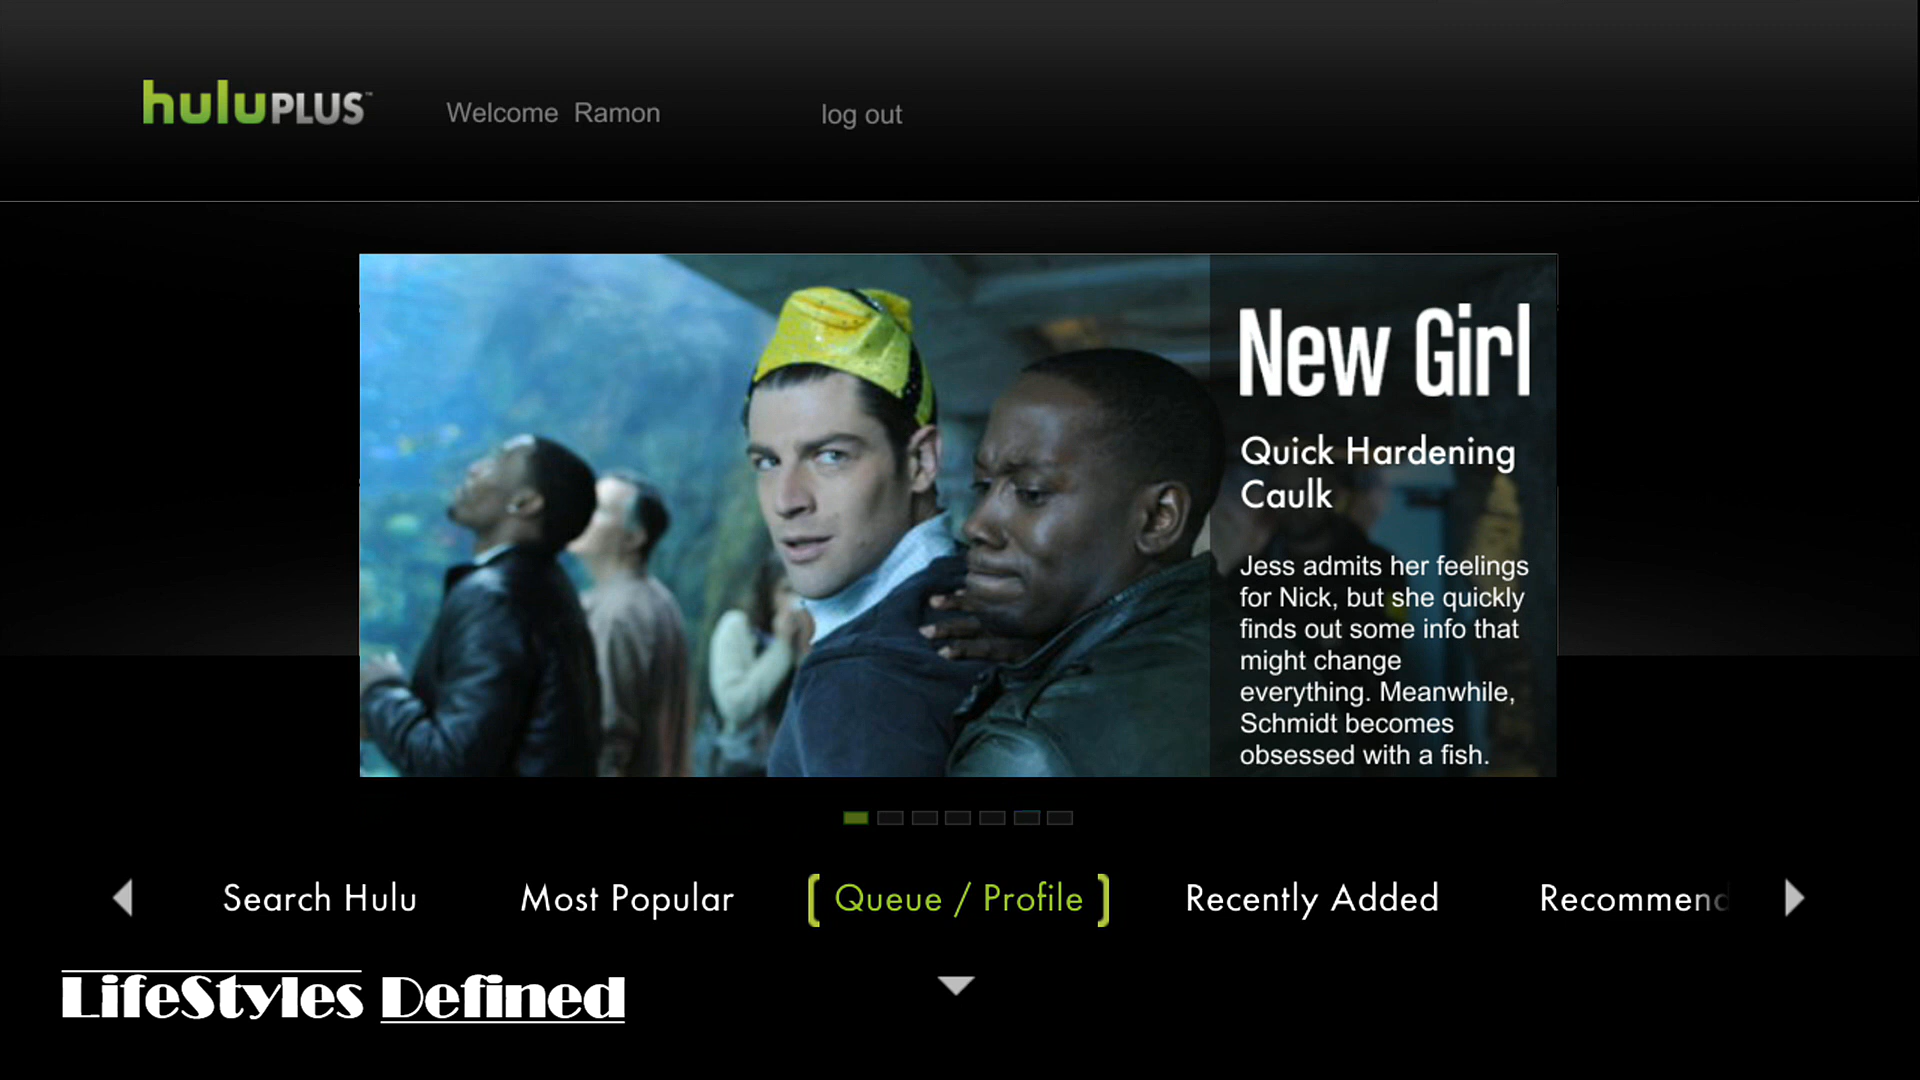 huluPLUS™
Welcome Ramon
log out
New Girl
Quick Hardening
Caulk
Jess admits her feelings
for Nick, but she quickly
finds out some info that
might change
everything. Meanwhile,
Schmidt becomes
obsessed with a fish.
Search Hulu
Most Popular
[ Queue / Profile ]
Recently Added
Recommend
LifeStyles Defined